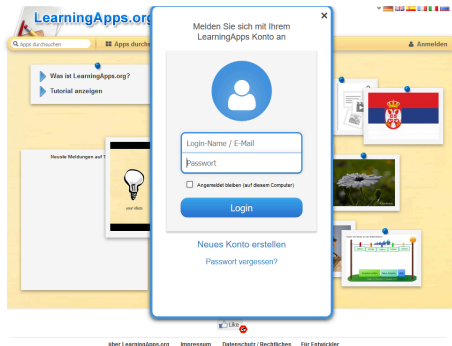 LearningApps.org
Apps durchsuchen
Apps durchs
Anmelden
Was ist LearningApps.org?
Tutorial anzeigen
Neuste Meldungen auf
Melden Sie sich mit Ihrem
LearningApps Konto an
×
Login-Name / E-Mail
Passwort
Angemeldet bleiben (auf diesem Computer)
Login
Neues Konto erstellen
Passwort vergessen?
Like
über LearningApps.org Impressum Datenschutz / Rechtliches Für Entwickler